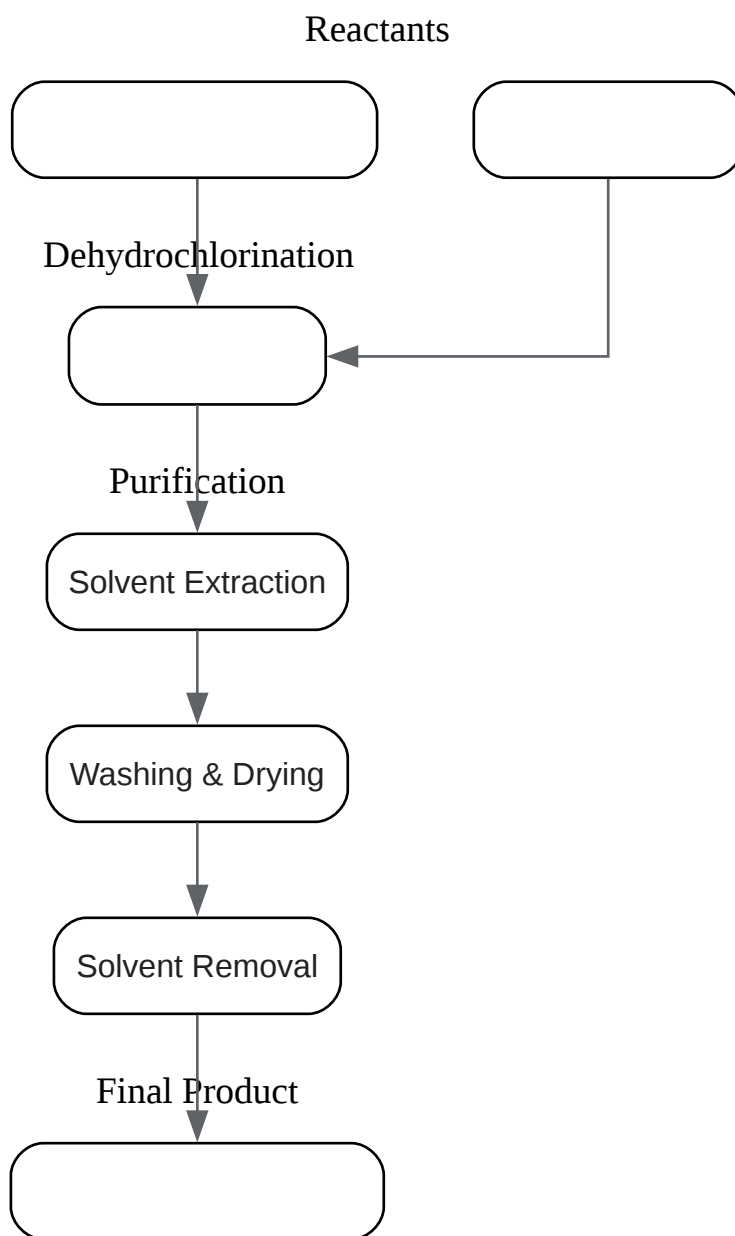 Reactants
Dehydrochlorination
Purification
Solvent Extraction
Washing & Drying
Solvent Removal
Final Product